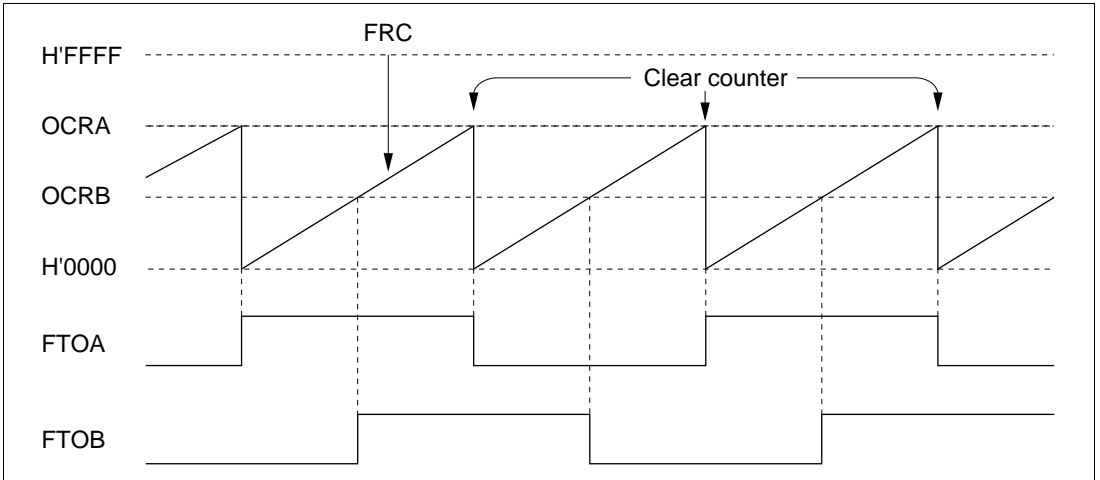 FRC
H'FFFF
Clear counter
OCRA
OCRB
H'0000
FTOA
FTOB